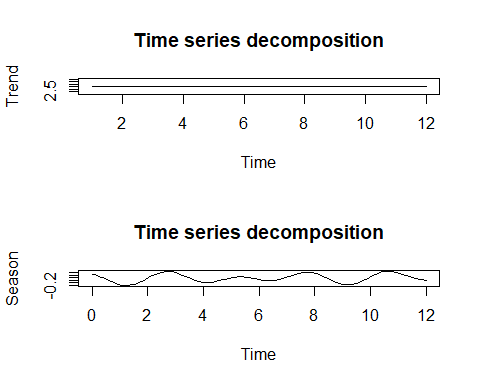 Time series decomposition
Trend
2.5
2 4 6 8 10 12
Time
Time series decomposition
Season
-0.2
0 2 4 6 8 10 12
Time